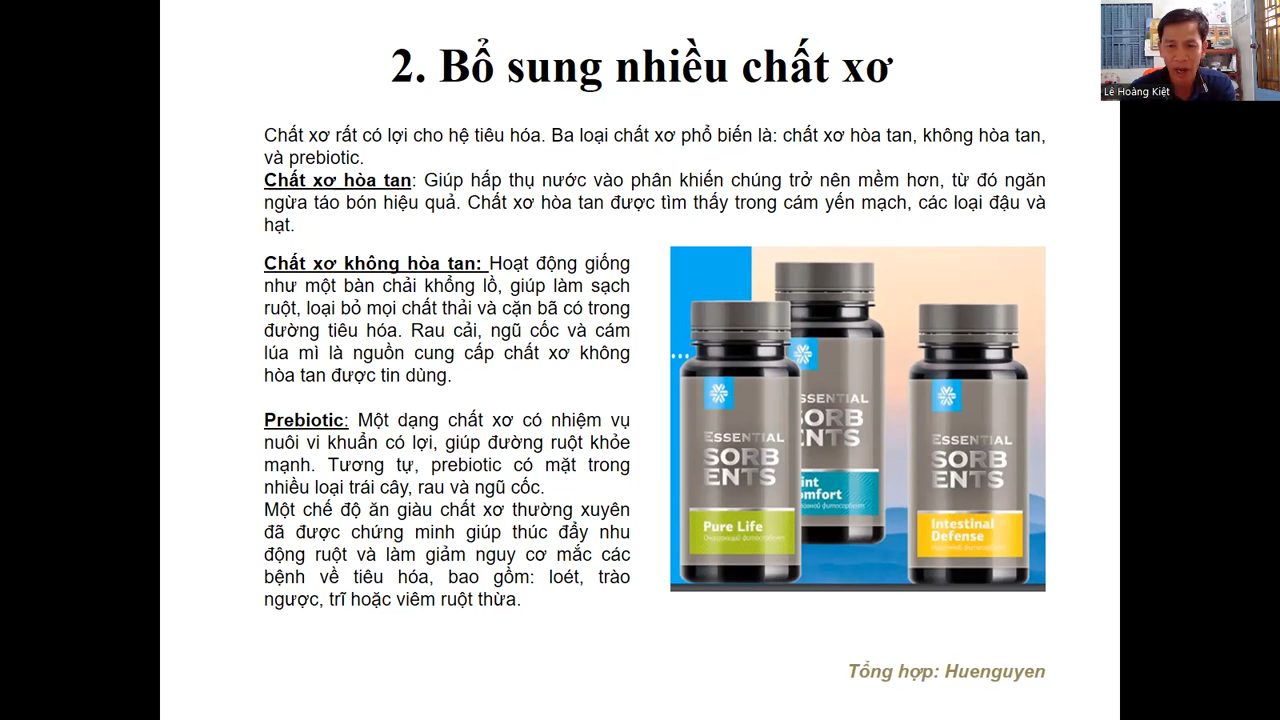 2. Bổ sung nhiều chất xơ
Lê Hoàng Kiệt
Chất xơ rất có lợi cho hệ tiêu hóa. Ba loại chất xơ phổ biến là: chất xơ hòa tan, không hòa tan,
và prebiotic.
Chất xơ hòa tan: Giúp hấp thụ nước vào phân khiến chúng trở nên mềm hơn, từ đó ngăn
ngừa táo bón hiệu quả. Chất xơ hòa tan được tìm thấy trong cám yến mạch, các loại đậu và
hạt.
Chất xơ không hòa tan: Hoạt động giống
như một bàn chải khổng lồ, giúp làm sạch
ruột, loại bỏ mọi chất thải và cặn bã có trong
đường tiêu hóa. Rau cải, ngũ cốc và cám
lúa mì là nguồn cung cấp chất xơ không
hòa tan được tin dùng.
Prebiotic: Một dạng chất xơ có nhiệm vụ
nuôi vi khuẩn có lợi, giúp đường ruột khỏe
mạnh. Tương tự, prebiotic có mặt trong
nhiều loại trái cây, rau và ngũ cốc.
Một chế độ ăn giàu chất xơ thường xuyên
đã được chứng minh giúp thúc đẩy nhu
động ruột và làm giảm nguy cơ mắc các
bệnh về tiêu hóa, bao gồm: loét, trào
ngược, trĩ hoặc viêm ruột thừa.
ESSENTIAL
SORB
ENTS
Pure Life
SSENTIAL
ORB
ENTS
int
omfort
ESSENTIAL
SORB
ENTS
Intestinal
Defense
Tổng hợp: Huenguyen